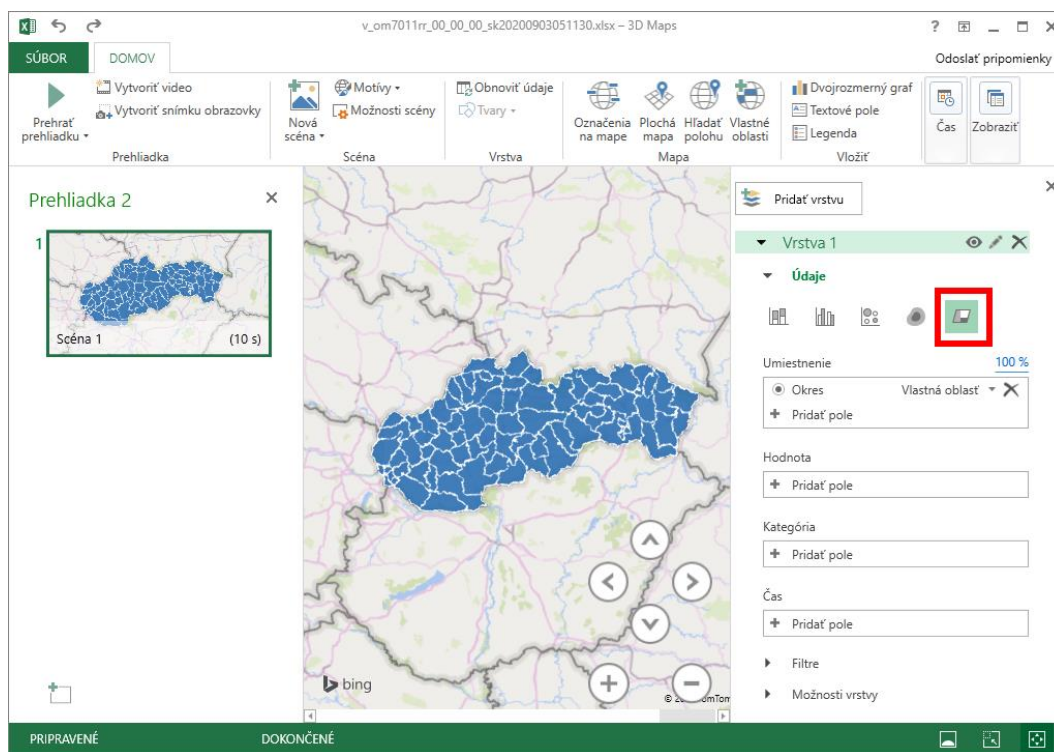 v_om7011rr_00_00_00_sk20200903051130.xlsx – 3D Maps
?
SÚBOR
DOMOV
Odoslať pripomienky
Prehrať
prehliadku
Vytvoriť video
Vytvoriť snímku obrazovky
Prehliadka
Nová
scéna
Motívy
Možnosti scény
Scéna
Obnoviť údaje
Tvary
Vrstva
Označenia
na mape
Plochá
mapa
Hľadať
polohu
Vlastné
oblasti
Mapa
Dvojrozmerný graf
Textové pole
Legenda
Vložiť
Čas
Zobraziť
Prehliadka 2
1
Scéna 1 (10 s)
bing
Pridať vrstvu
Vrstva 1
Údaje
Umiestnenie 100 %
Okres Vlastná oblasť
Pridať pole
Hodnota
Pridať pole
Kategória
Pridať pole
Čas
Pridať pole
Filtre
Možnosti vrstvy
PRIPRAVENÉ DOKONČENÉ